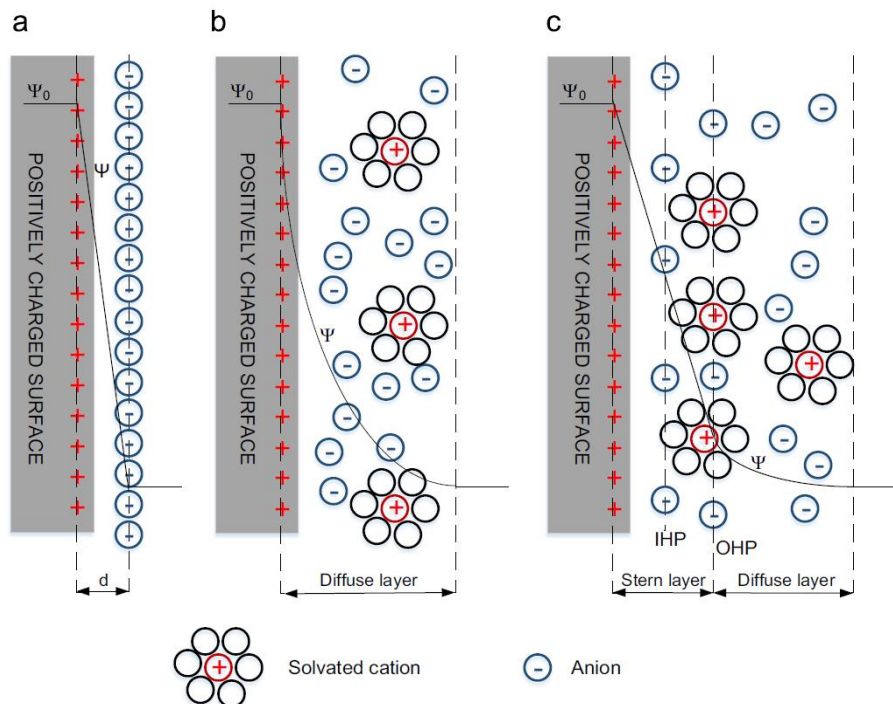 a
b
c
Ψ₀
Ψ
POSITIVELY CHARGED SURFACE
d
Ψ₀
Ψ
POSITIVELY CHARGED SURFACE
Diffuse layer
Ψ₀
Ψ
POSITIVELY CHARGED SURFACE
IHP
OHP
Stern layer
Diffuse layer
Solvated cation
Anion